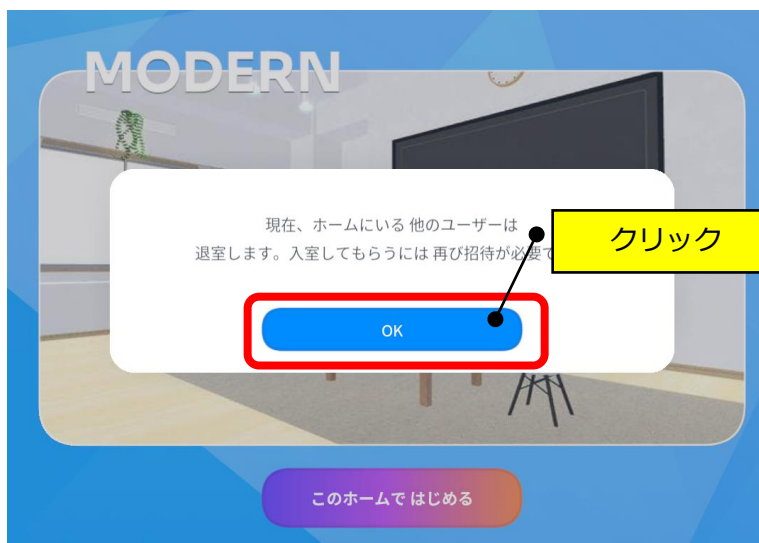 MODERN
現在、ホームにいる 他のユーザーは
退室します。入室してもらうには 再び招待が必要で
クリック
OK
このホームで はじめる